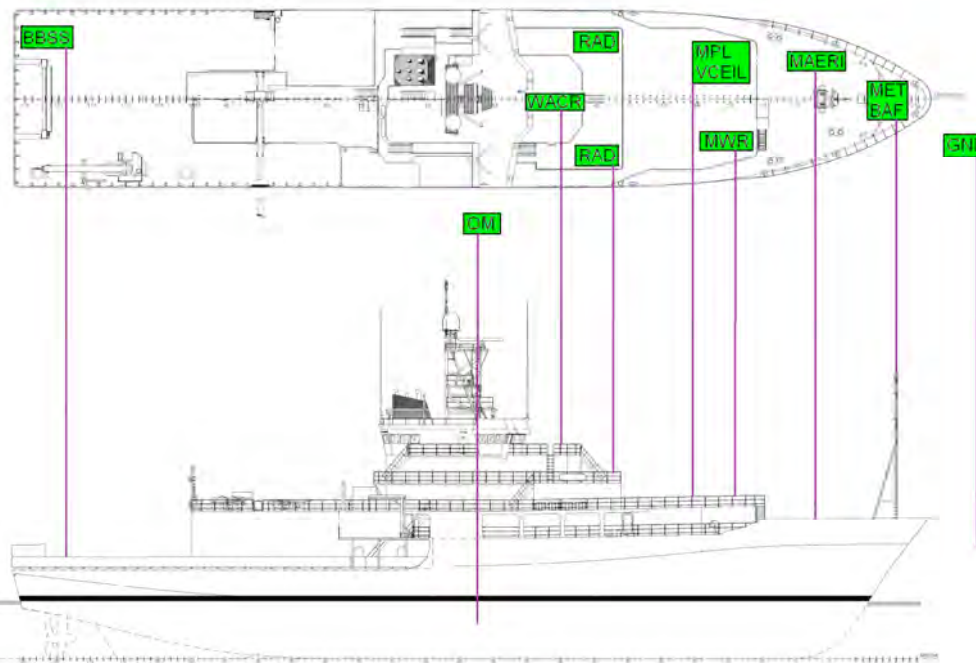 BBSS
RAD
MPL
VCEIL
MAERI
WACR
MET
BAF
MWR
RAD
OM